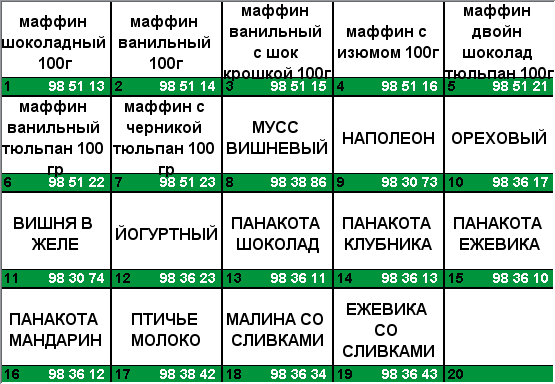 маффин шоколадный 100г
1 98 51 13
маффин ванильный 100г
2 98 51 14
маффин ванильный с шок крошкой 100г
3 98 51 15
маффин с изюмом 100г
4 98 51 16
маффин двойн шоколад тюльпан 100г
5 98 51 21
маффин ванильный тюльпан 100 гр
6 98 51 22
маффин с черникой тюльпан 100 гр
7 98 51 23
МУСС ВИШНЕВЫЙ
8 98 38 86
НАПОЛЕОН
9 98 30 73
ОРЕХОВЫЙ
10 98 36 17
ВИШНЯ В ЖЕЛЕ
11 98 30 74
ЙОГУРТНЫЙ
12 98 36 23
ПАНАКОТА ШОКОЛАД
13 98 36 11
ПАНАКОТА КЛУБНИКА
14 98 36 13
ПАНАКОТА ЕЖЕВИКА
15 98 36 10
ПАНАКОТА МАНДАРИН
16 98 36 12
ПТИЧЬЕ МОЛОКО
17 98 38 42
МАЛИНА СО СЛИВКАМИ
18 98 36 34
ЕЖЕВИКА СО СЛИВКАМИ
19 98 36 43
20